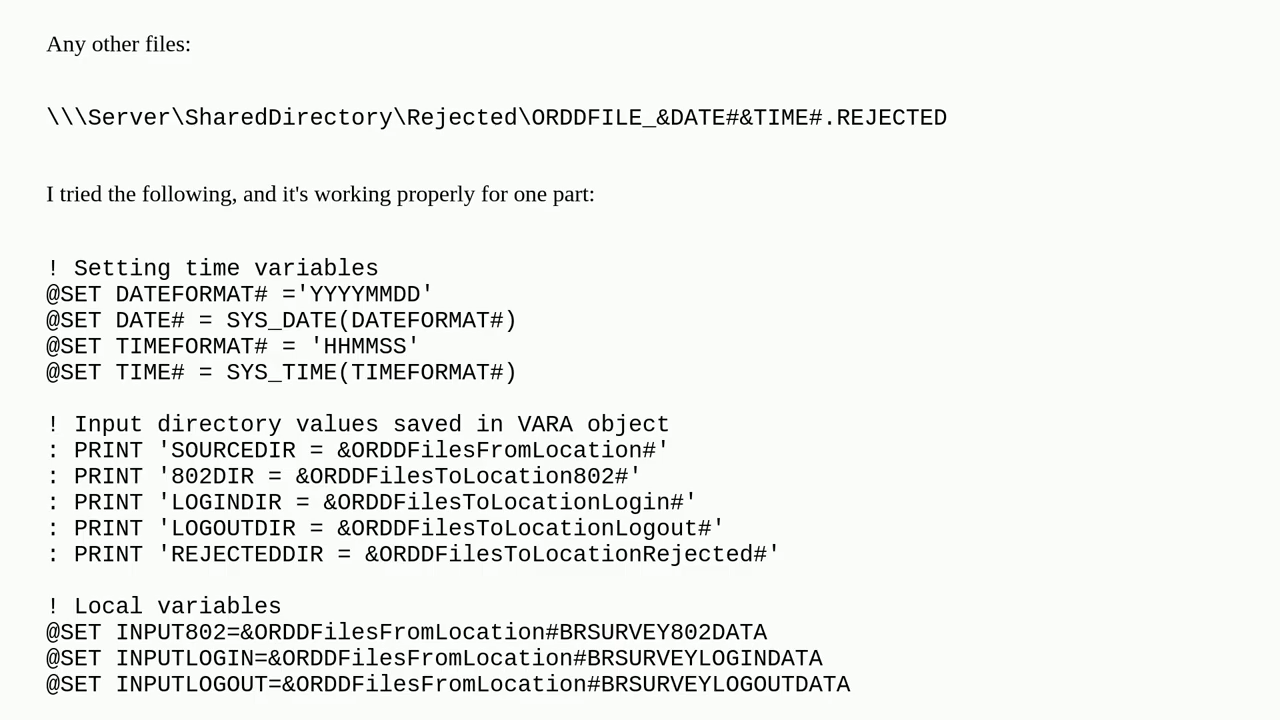 Any other files:
\\\Server\SharedDirectory\Rejected\ORDDFILE_&DATE#&TIME#.REJECTED
I tried the following, and it's working properly for one part:
! Setting time variables
@SET DATEFORMAT# ='YYYYMMDD'
@SET DATE# = SYS_DATE(DATEFORMAT#)
@SET TIMEFORMAT# = 'HHMMSS'
@SET TIME# = SYS_TIME(TIMEFORMAT#)
! Input directory values saved in VARA object
: PRINT 'SOURCEDIR = &ORDDFilesFromLocation#'
: PRINT '802DIR = &ORDDFilesToLocation802#'
: PRINT 'LOGINDIR = &ORDDFilesToLocationLogin#'
: PRINT 'LOGOUTDIR = &ORDDFilesToLocationLogout#'
: PRINT 'REJECTEDDIR = &ORDDFilesToLocationRejected#'
! Local variables
@SET INPUT802=&ORDDFilesFromLocation#BRSURVEY802DATA
@SET INPUTLOGIN=&ORDDFilesFromLocation#BRSURVEYLOGINDATA
@SET INPUTLOGOUT=&ORDDFilesFromLocation#BRSURVEYLOGOUTDATA